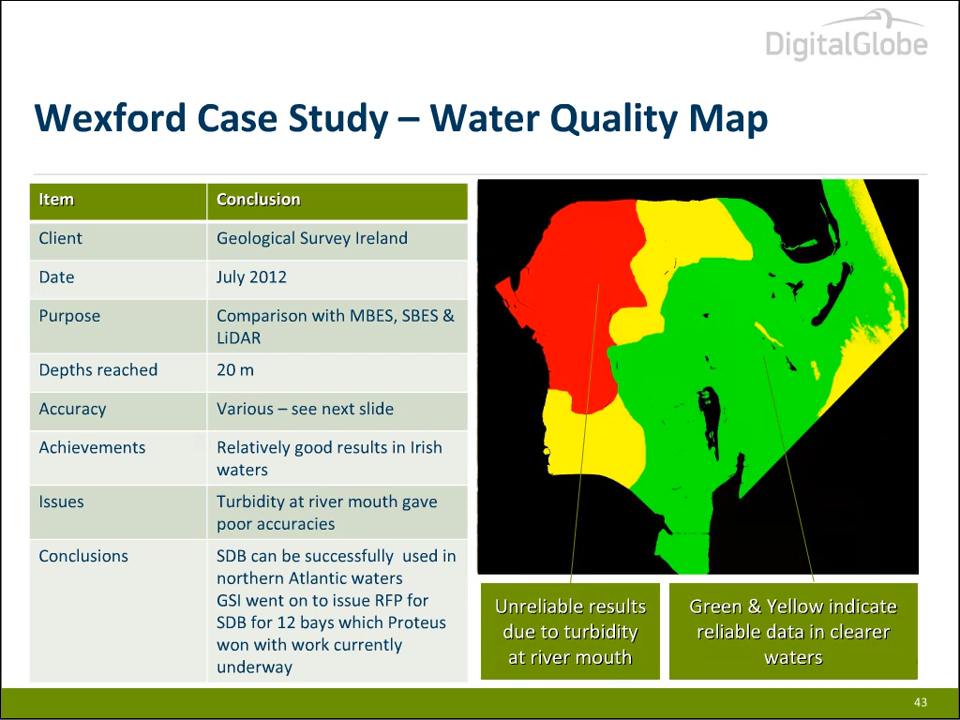 DigitalGlobe
Wexford Case Study – Water Quality Map
Item
Conclusion
Client
Geological Survey Ireland
Date
July 2012
Purpose
Comparison with MBES, SBES &
LiDAR
Depths reached
20 m
Accuracy
Various – see next slide
Achievements
Relatively good results in Irish
waters
Issues
Turbidity at river mouth gave
poor accuracies
Conclusions
SDB can be successfully  used in
northern Atlantic waters
GSI went on to issue RFP for
SDB for 12 bays which Proteus
won with work currently
underway
Unreliable results
due to turbidity
at river mouth
Green & Yellow indicate
reliable data in clearer
waters
43